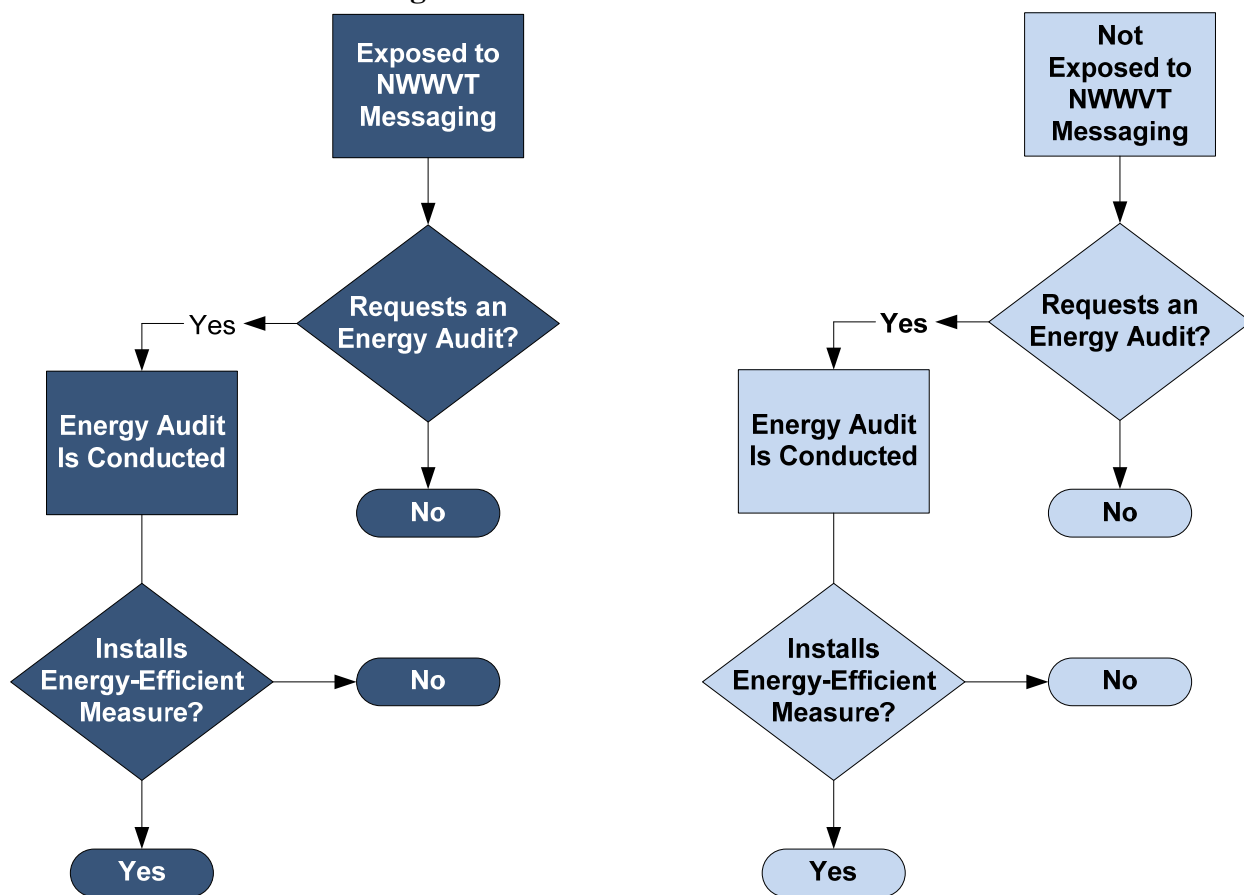 Exposed to
NWWVT
Messaging
Requests an
Energy Audit?
Yes
Energy Audit
Is Conducted
No
Installs
Energy-Efficient
Measure?
No
Yes
Not
Exposed to
NWWVT
Messaging
Requests an
Energy Audit?
Yes
Energy Audit
Is Conducted
No
Installs
Energy-Efficient
Measure?
No
Yes